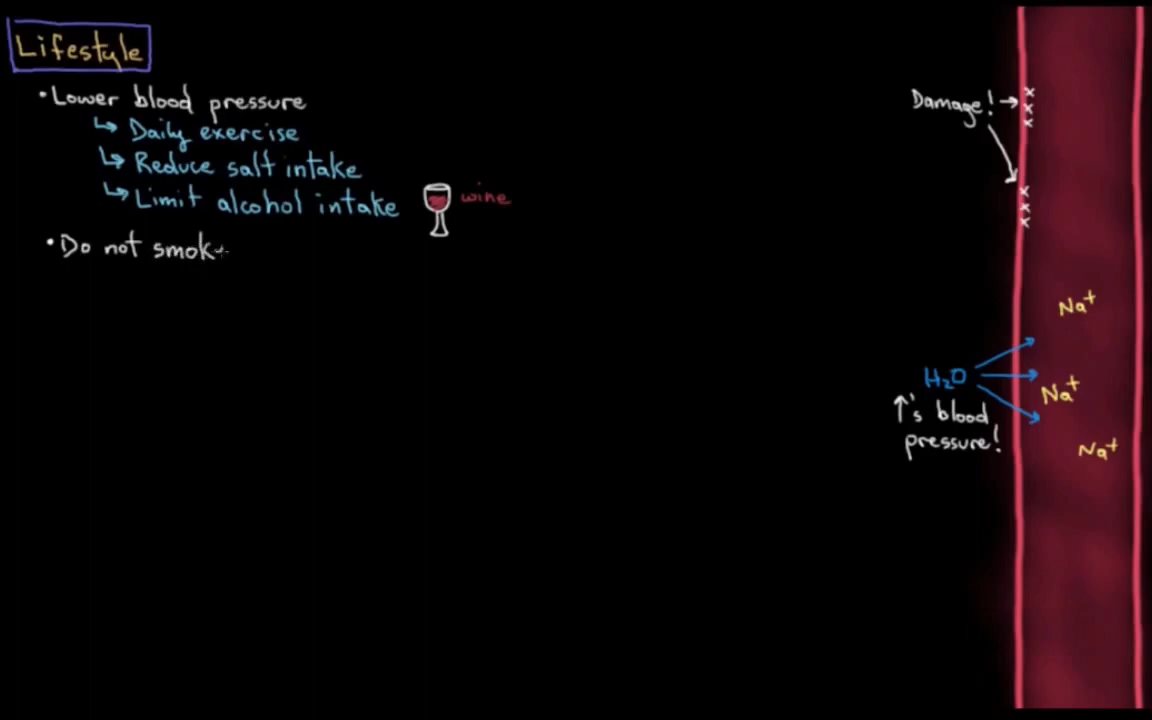 Lifestyle
• Lower blood pressure
↳ Daily exercise
↳ Reduce salt intake
↳ Limit alcohol intake
wine
• Do not smok
Damage!
Na+
H2O
Na+
↑'s blood
pressure!
Na+